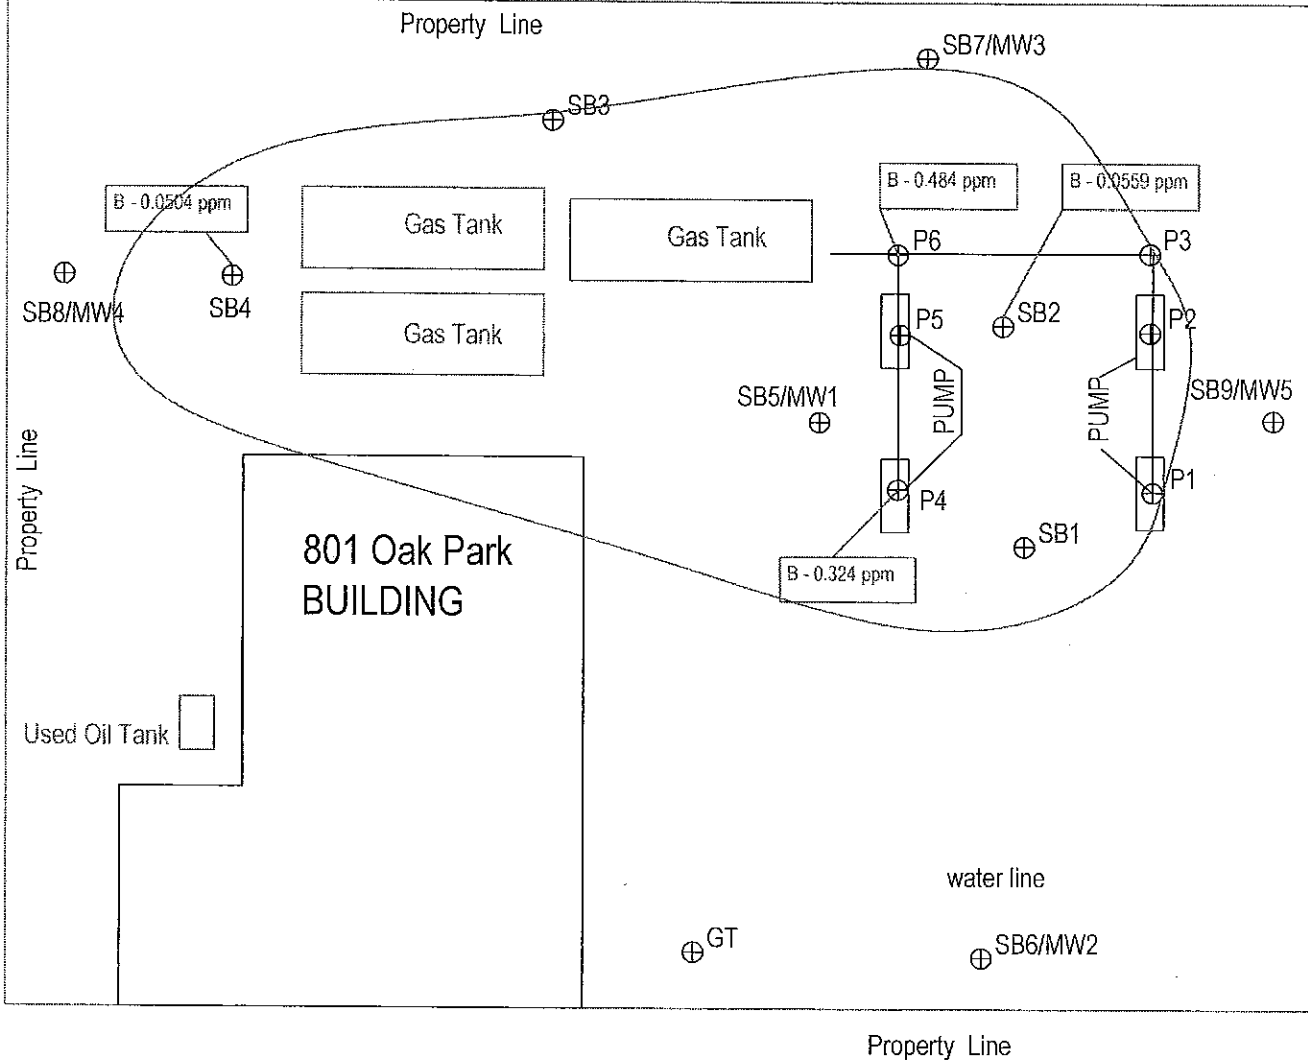 Property Line
SB7/MW3
SB3
B - 0.0504 ppm
B - 0.484 ppm
B - 0.0559 ppm
Gas Tank
Gas Tank
P6
P3
SB8/MW4
SB4
Gas Tank
P5
SB2
P2
SB5/MW1
PUMP
PUMP
SB9/MW5
Property Line
P4
P1
801 Oak Park
BUILDING
SB1
B - 0.324 ppm
Used Oil Tank
water line
GT
SB6/MW2
Property Line